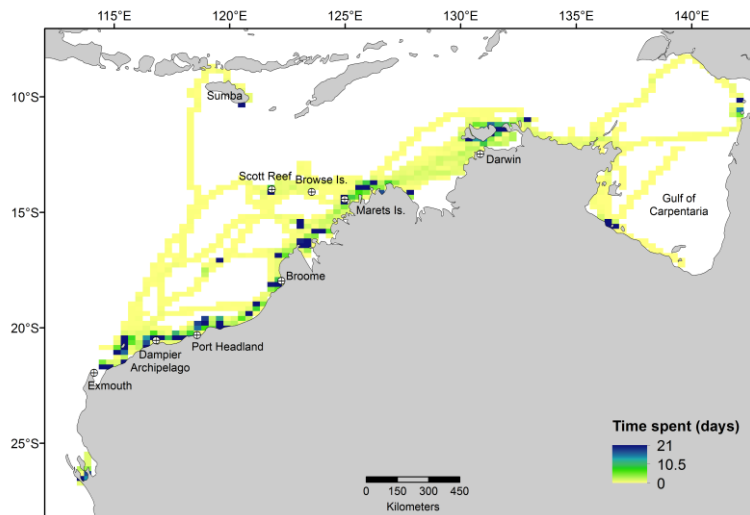 115°E 120°E 125°E 130°E 135°E 140°E
10°S
15°S
20°S
25°S
Sumba
Scott Reef
Browse Is.
Marets Is.
Darwin
Gulf of
Carpentaria
Broome
Port Headland
Dampier
Archipelago
Exmouth
Time spent (days)
21
10.5
0
0 150 300 450
Kilometers